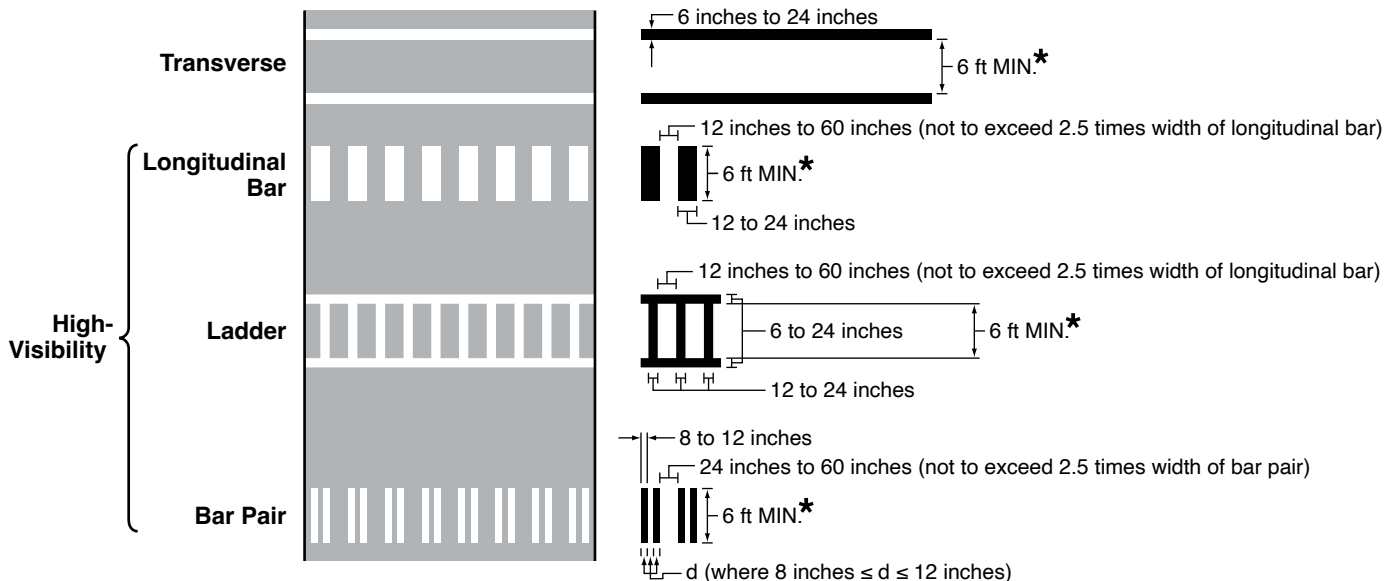 6 inches to 24 inches
Transverse
6 ft MIN.*
12 inches to 60 inches (not to exceed 2.5 times width of longitudinal bar)
Longitudinal
Bar
6 ft MIN.*
12 to 24 inches
12 inches to 60 inches (not to exceed 2.5 times width of longitudinal bar)
High-
Visibility
Ladder
6 to 24 inches
6 ft MIN.*
12 to 24 inches
8 to 12 inches
24 inches to 60 inches (not to exceed 2.5 times width of bar pair)
Bar Pair
6 ft MIN.*
d (where 8 inches ≤ d ≤ 12 inches)